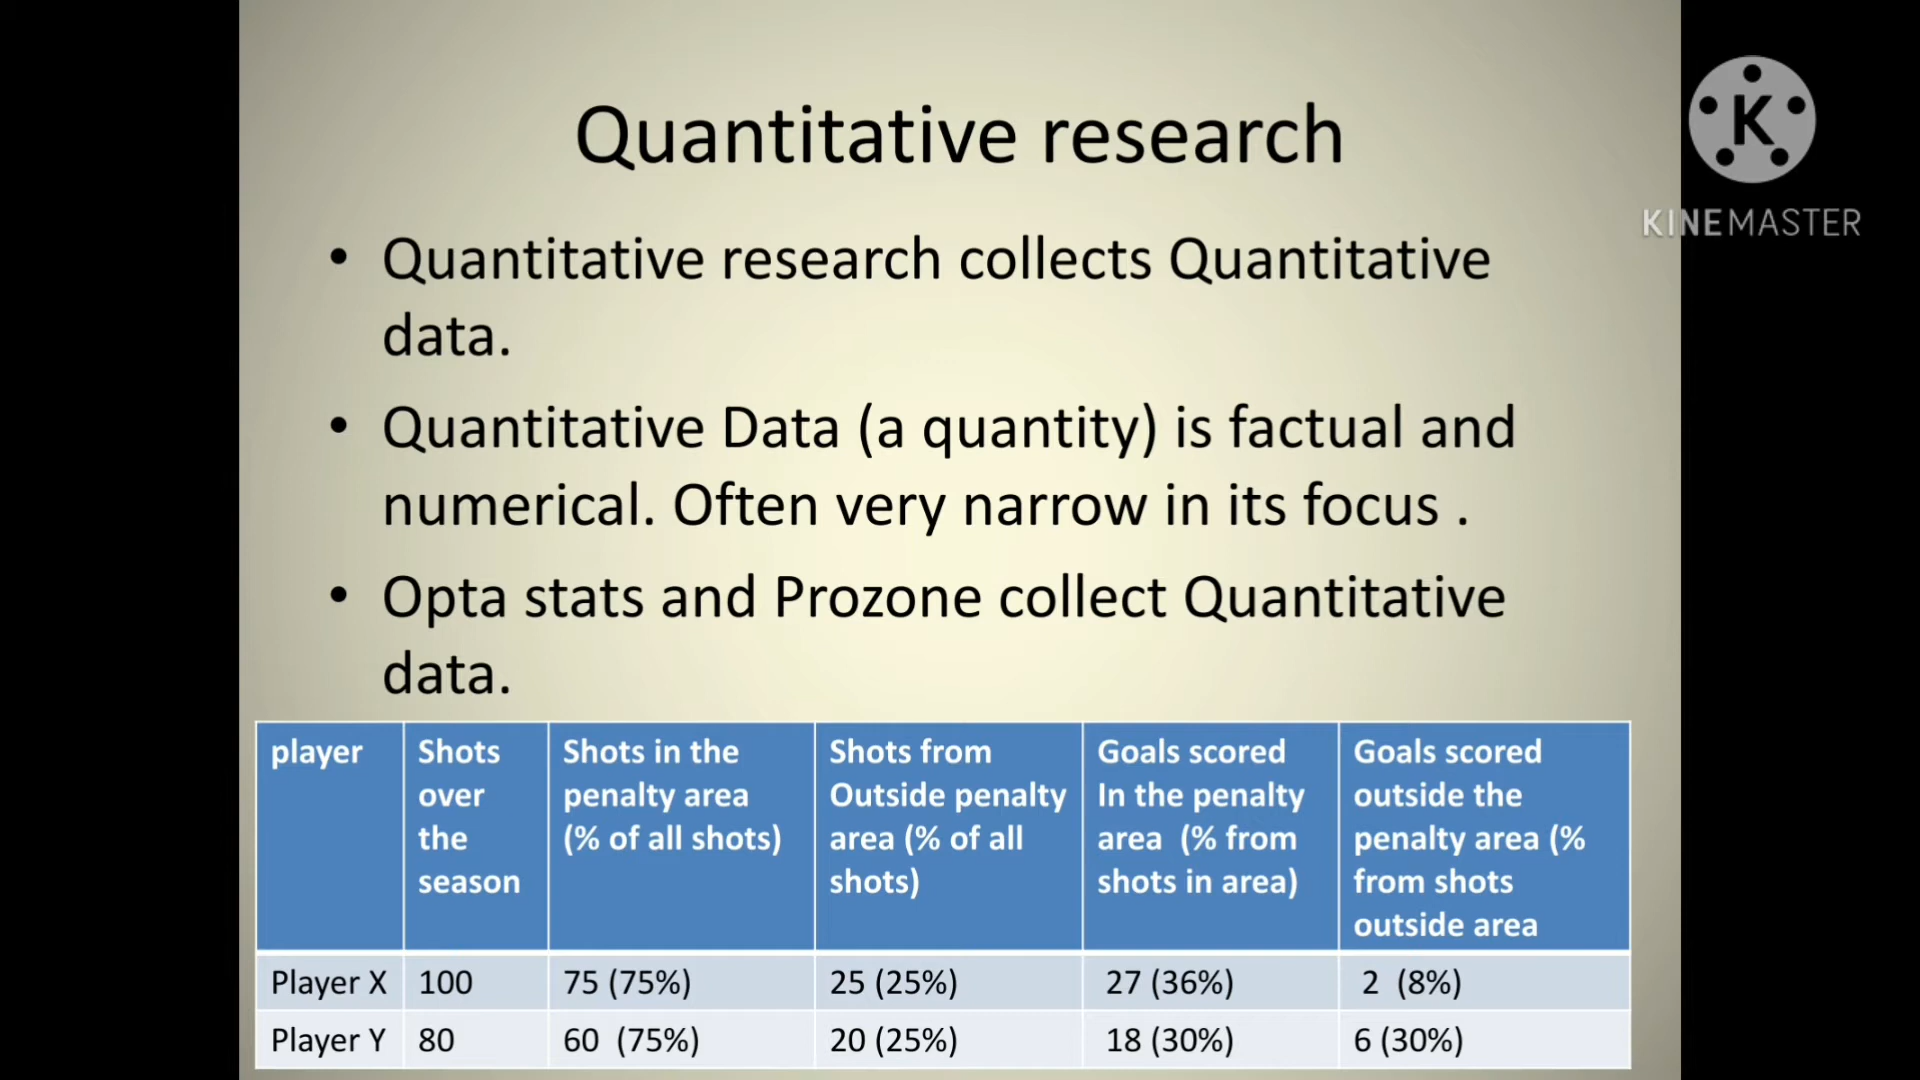 Quantitative research
K
KINEMASTER
• Quantitative research collects Quantitative
data.
• Quantitative Data (a quantity) is factual and
numerical. Often very narrow in its focus .
• Opta stats and Prozone collect Quantitative
data.
player
Shots
over
the
season
Shots in the
penalty area
(% of all shots)
Shots from
Outside penalty
area (% of all
shots)
Goals scored
In the penalty
area (% from
shots in area)
Goals scored
outside the
penalty area (%
from shots
outside area
Player X 100 75 (75%) 25 (25%) 27 (36%) 2 (8%)
Player Y 80 60 (75%) 20 (25%) 18 (30%) 6 (30%)